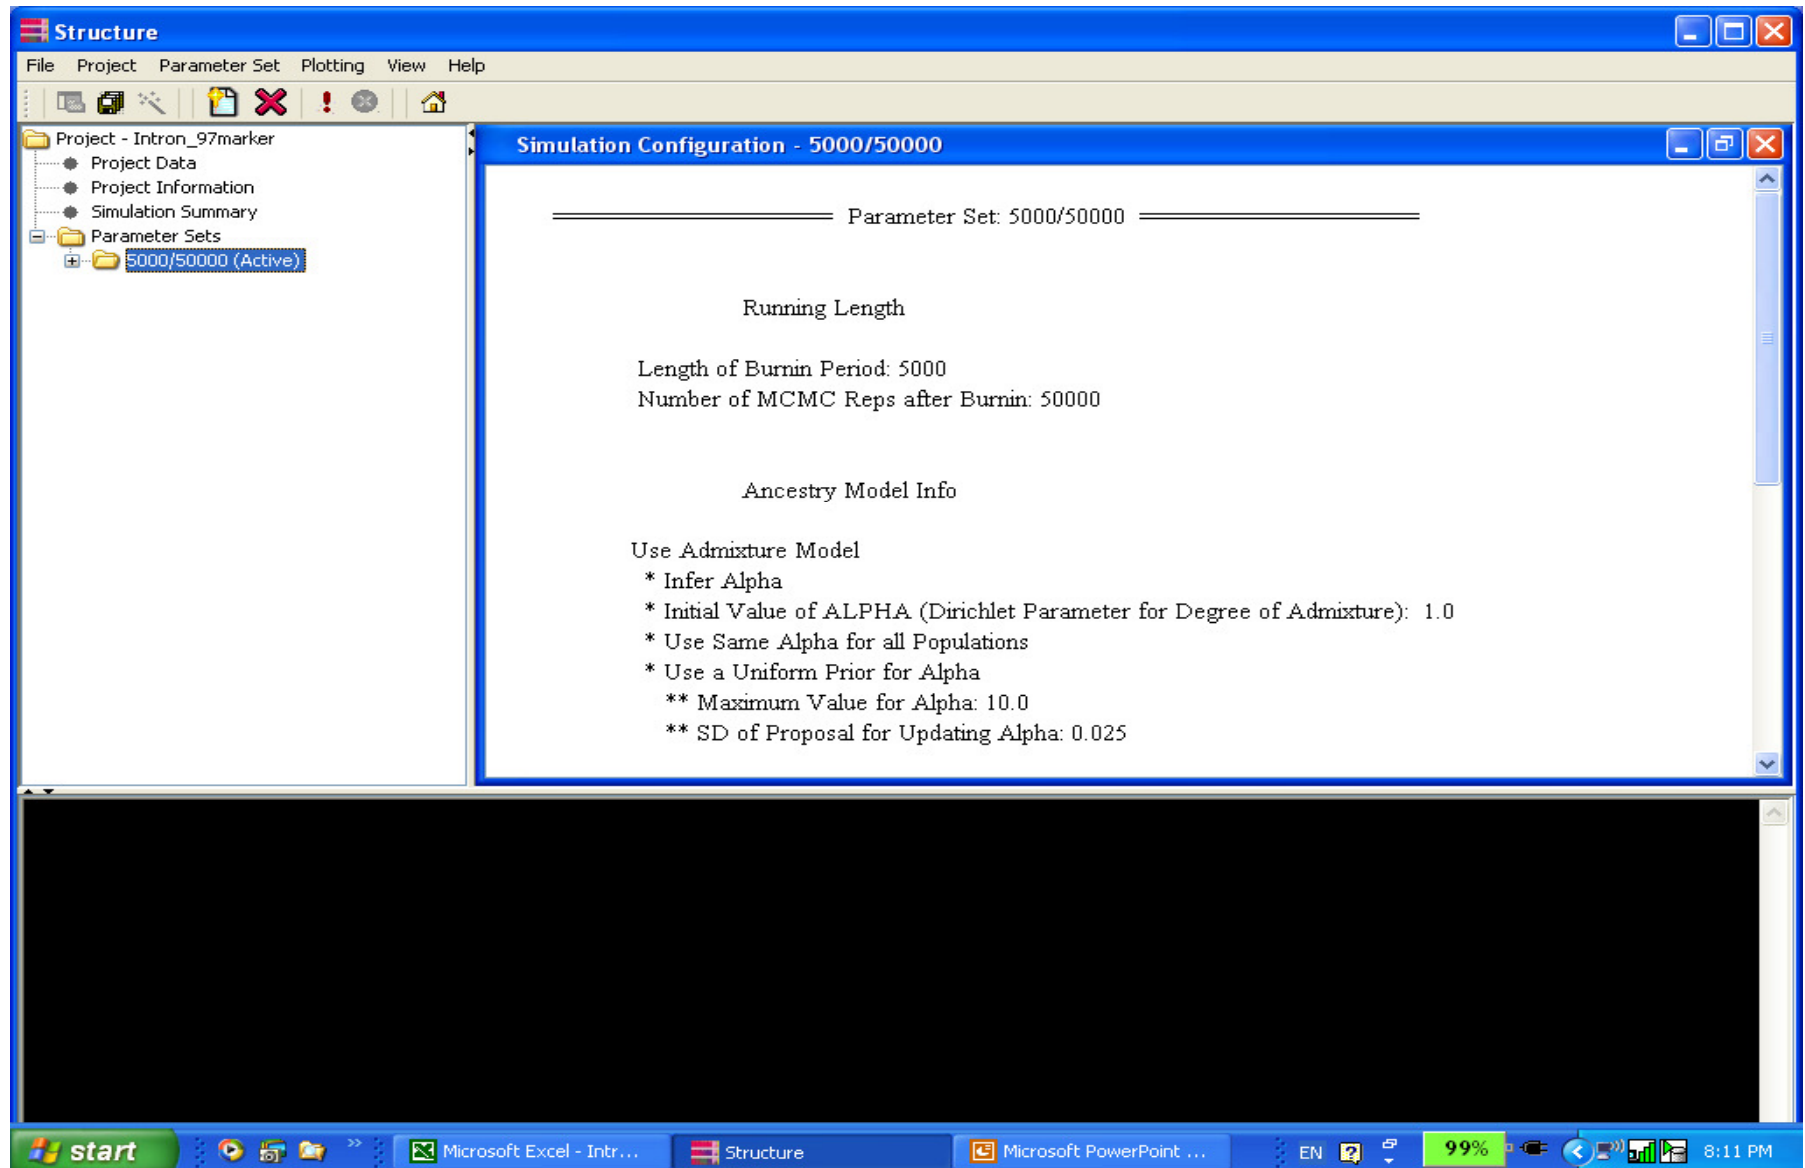 Structure
File Project Parameter Set Plotting View Help
Project - Intron_97marker
Project Data
Project Information
Simulation Summary
Parameter Sets
5000/50000 (Active)
Simulation Configuration - 5000/50000
Parameter Set: 5000/50000
Running Length
Length of Burnin Period: 5000
Number of MCMC Reps after Burnin: 50000
Ancestry Model Info
Use Admixture Model
* Infer Alpha
* Initial Value of ALPHA (Dirichlet Parameter for Degree of Admixture): 1.0
* Use Same Alpha for all Populations
* Use a Uniform Prior for Alpha
** Maximum Value for Alpha: 10.0
** SD of Proposal for Updating Alpha: 0.025
start
Microsoft Excel - Intr...
Structure
Microsoft PowerPoint ...
EN
99%
8:11 PM